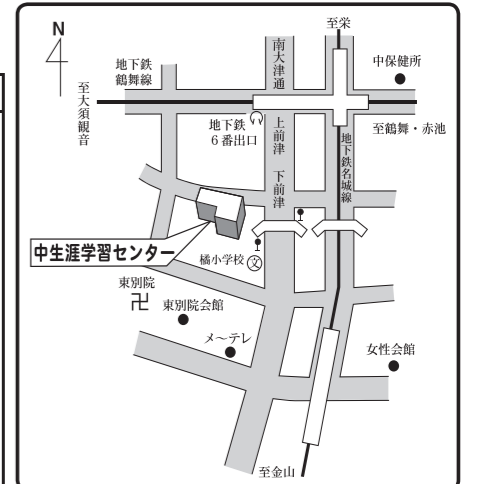 至栄
N
南大津通
地下鉄
鶴舞線
中保健所
至大須観音
地下鉄
6番出口
上前津
至鶴舞・赤池
地下鉄名城線
下前津
中生涯学習センター
橘小学校
文
東別院
卍
東別院会館
メ〜テレ
女性会館
至金山